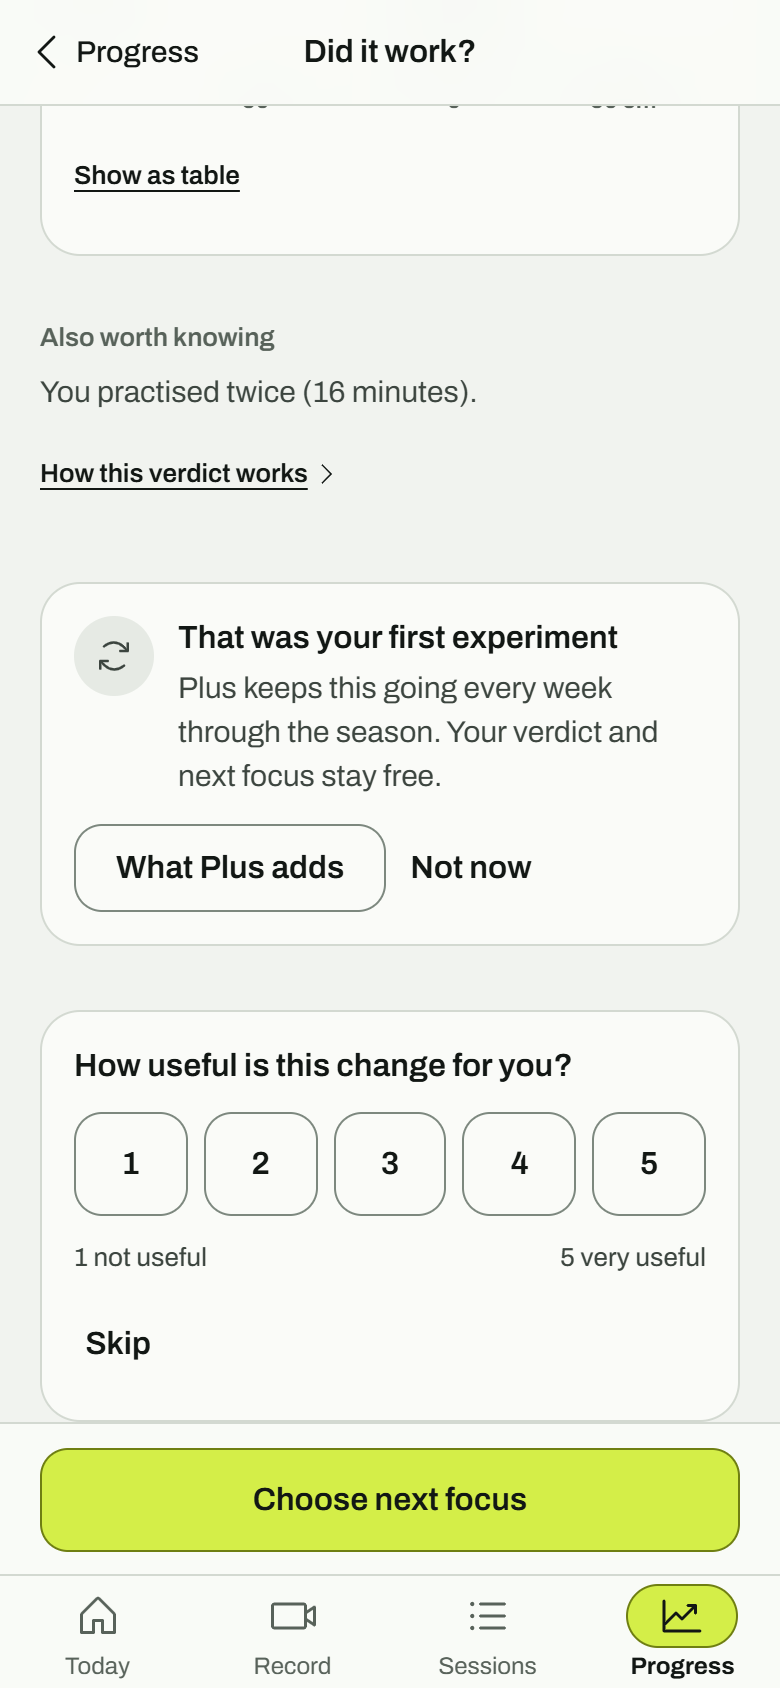 Progress
Did it work?
Show as table
Also worth knowing
You practised twice (16 minutes).
How this verdict works
That was your first experiment
Plus keeps this going every week
through the season. Your verdict and
next focus stay free.
What Plus adds
Not now
How useful is this change for you?
1
2
3
4
5
1 not useful
5 very useful
Skip
Choose next focus
Today
Record
Sessions
Progress